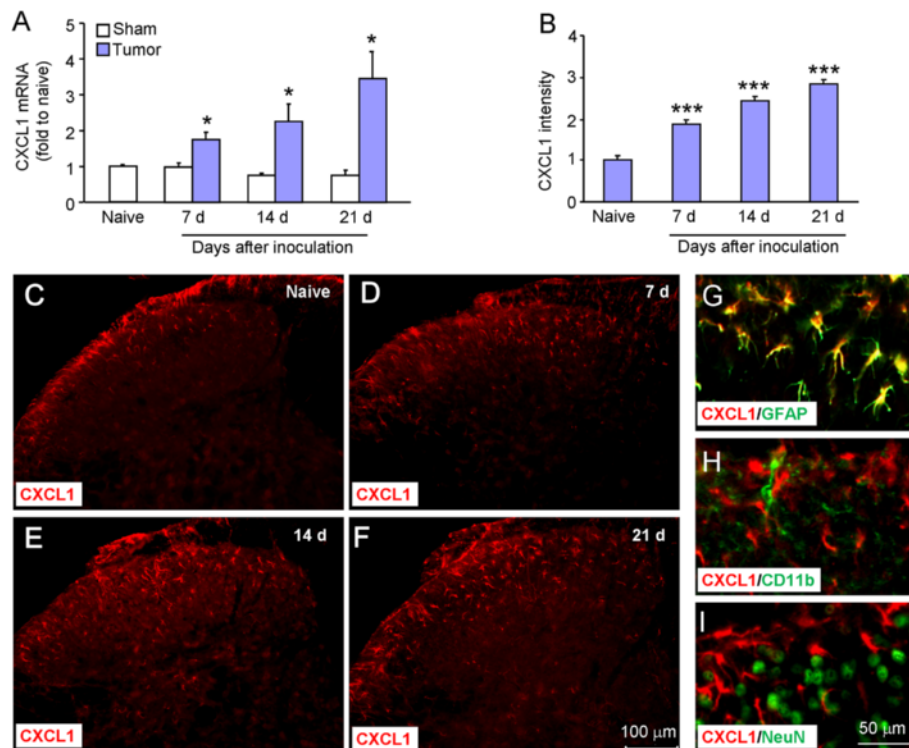 A
Sham
Tumor
CXCL1 mRNA
(fold to naive)
5
4
3
2
1
0
*
*
*
Naive
7 d
14 d
21 d
Days after inoculation
B
CXCL1 intensity
4
3
2
1
0
***
***
***
Naive
7 d
14 d
21 d
Days after inoculation
C
Naive
CXCL1
D
7 d
CXCL1
E
14 d
CXCL1
F
21 d
CXCL1
100 μm
G
CXCL1/GFAP
H
CXCL1/CD11b
I
CXCL1/NeuN
50 μm